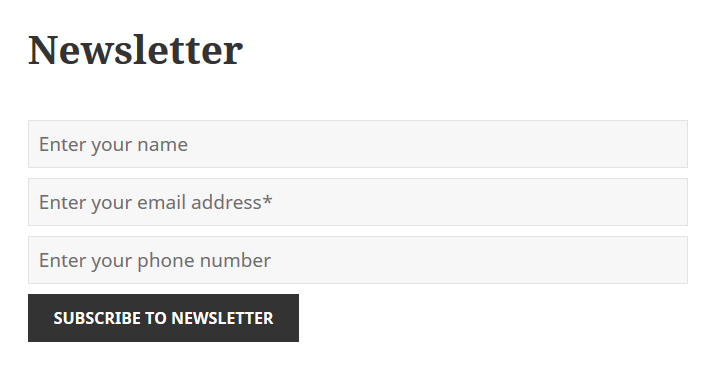 Newsletter
Enter your name
Enter your email address*
Enter your phone number
SUBSCRIBE TO NEWSLETTER